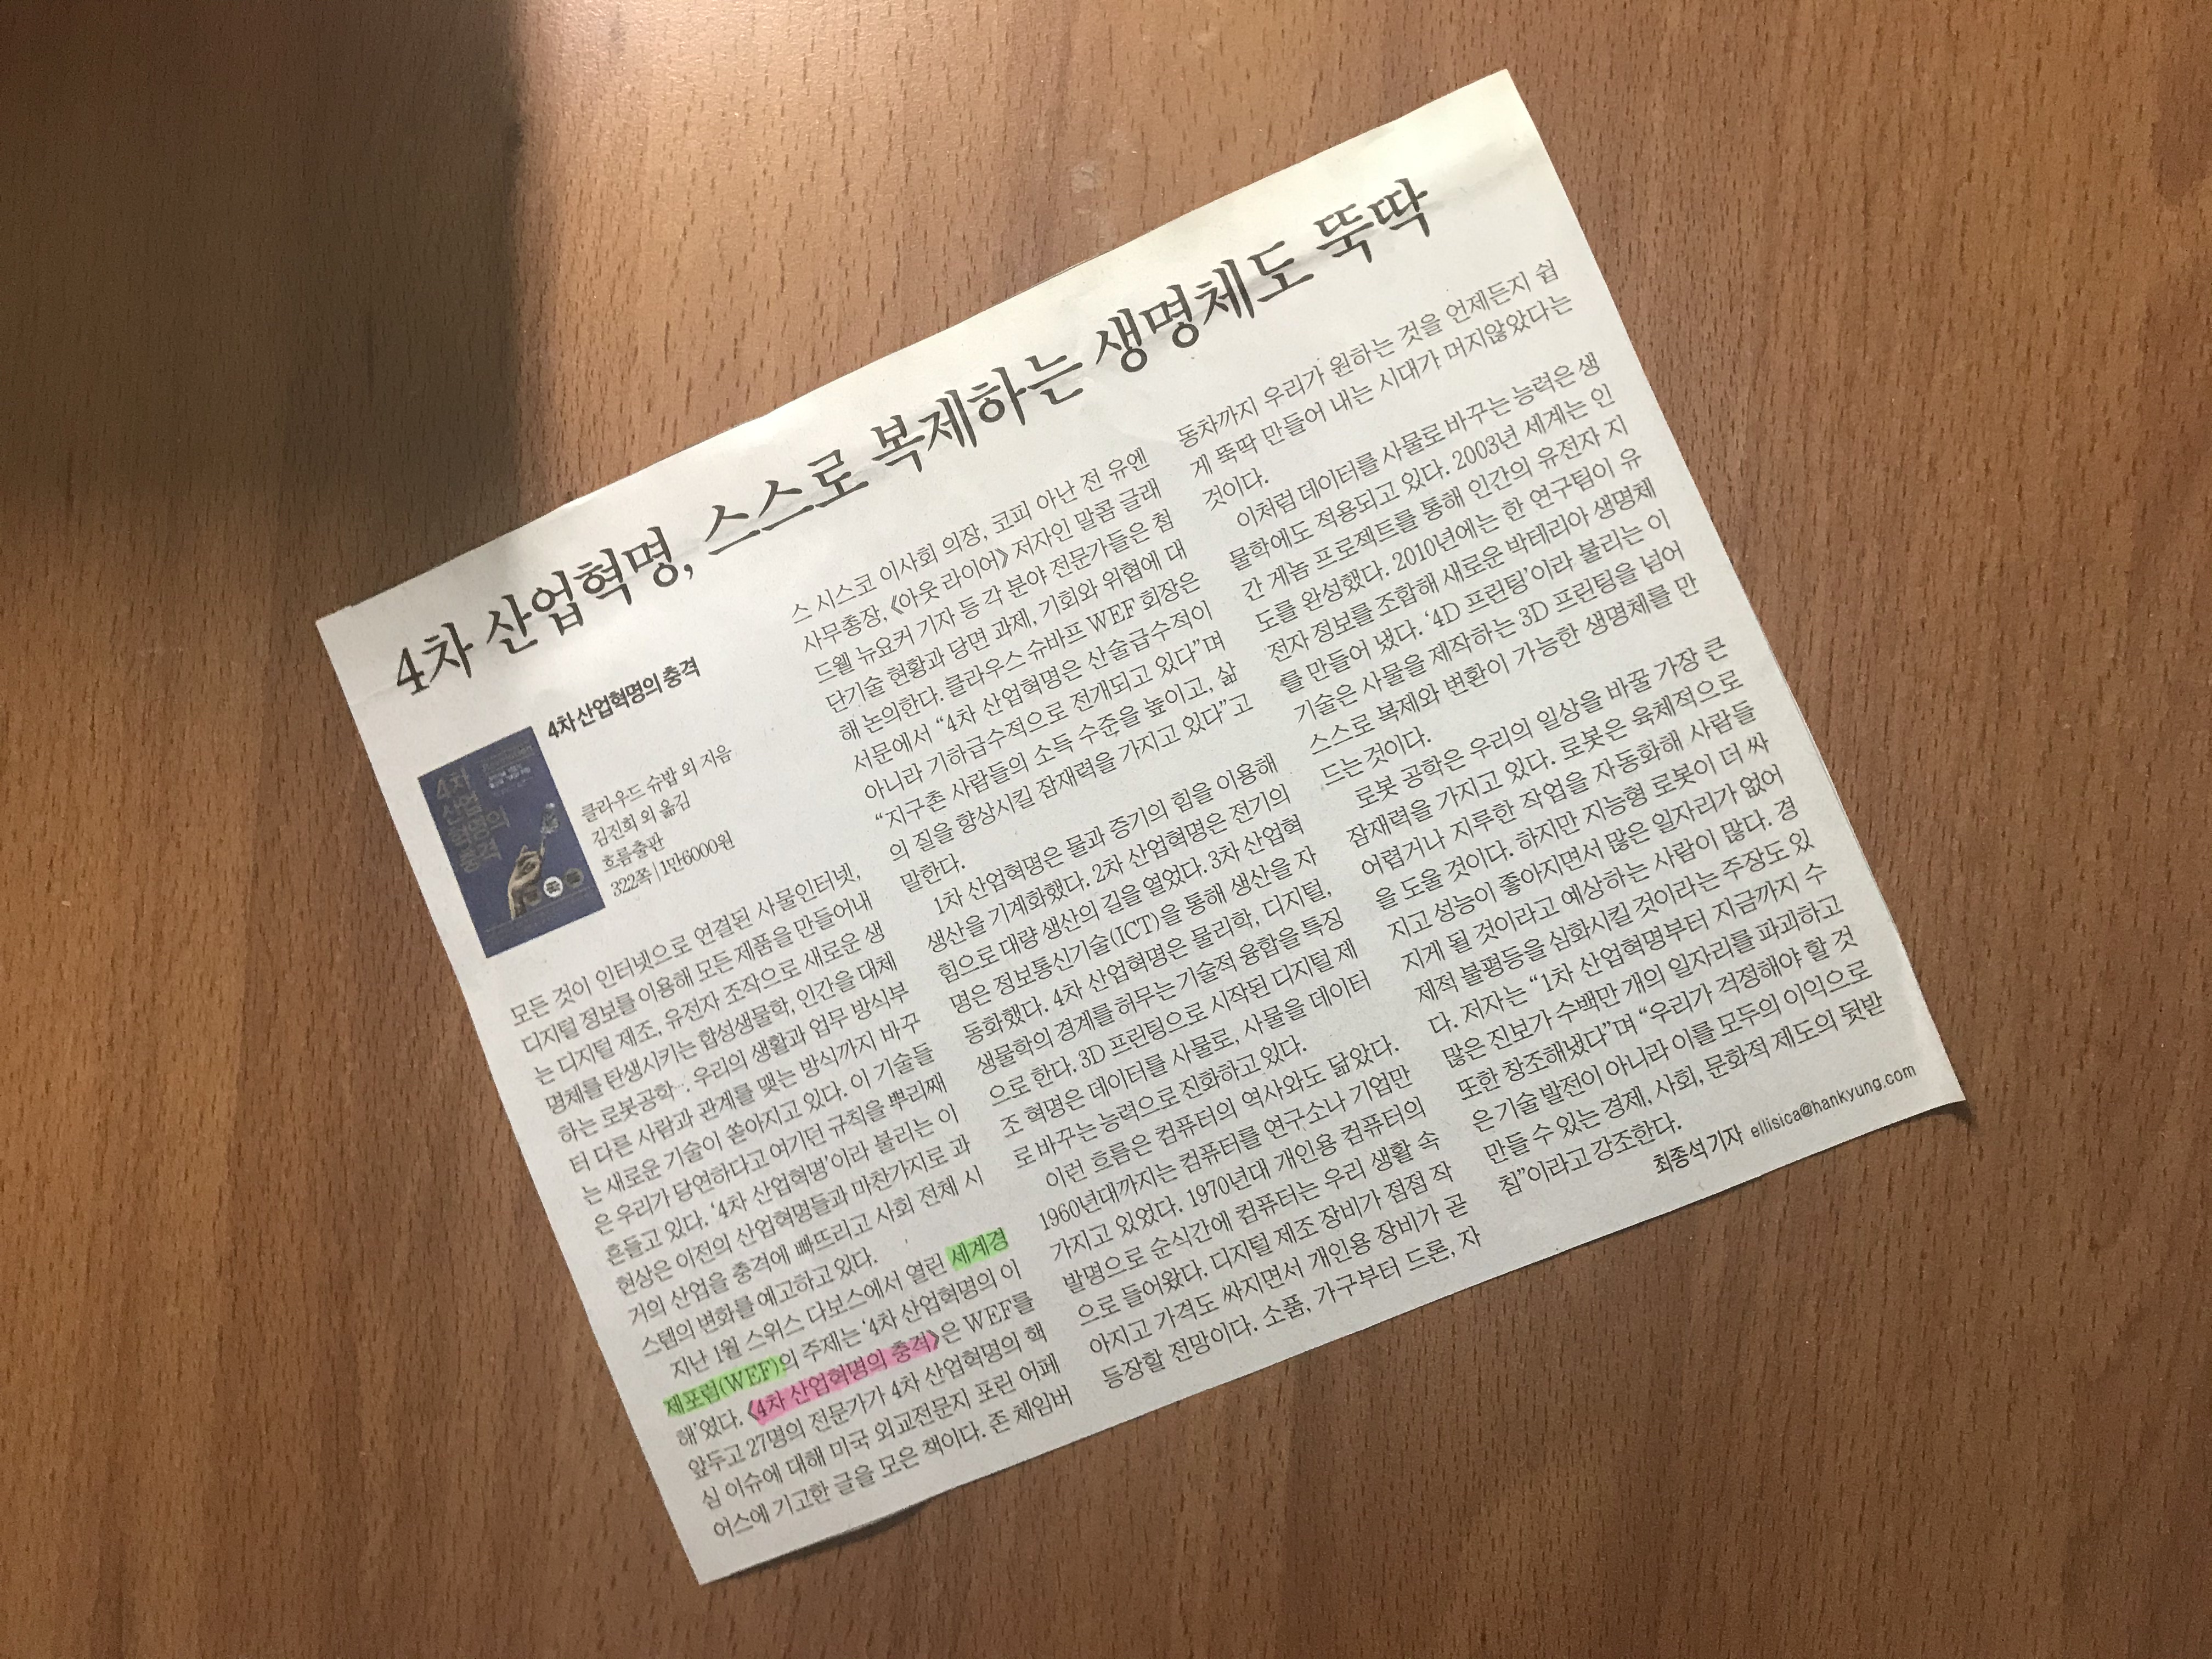 4차 산업혁명, 스스로 복제하는 생명체도 뚝딱
4차 산업혁명의 충격
클라우드 슈밥 외 지음
김진희 외 옮김
흐름출판
322쪽 | 1만6000원
4차
산업
혁명의
충격
모든 것이 인터넷으로 연결된 사물인터넷,
디지털 정보를 이용해 모든 제품을 만들어내
는 디지털 제조, 유전자 조작으로 새로운 생
명체를 탄생시키는 합성생물학, 인간을 대체
하는 로봇공학…. 우리의 생활과 업무 방식부
터 다른 사람과 관계를 맺는 방식까지 바꾸
는 새로운 기술이 쏟아지고 있다. 이 기술들
은 우리가 당연하다고 여기던 규칙을 뿌리째
흔들고 있다. ‘4차 산업혁명’이라 불리는 이
현상은 이전의 산업혁명들과 마찬가지로 과
거의 산업을 충격에 빠뜨리고 사회 전체 시
스템의 변화를 예고하고 있다.
지난 1월 스위스 다보스에서 열린 세계경
제포럼(WEF)의 주제는 ‘4차 산업혁명의 이
해’였다. 《4차 산업혁명의 충격》은 WEF를
앞두고 27명의 전문가가 4차 산업혁명의 핵
심 이슈에 대해 미국 외교전문지 포린 어페
어스에 기고한 글을 모은 책이다. 존 체임버
스 시스코 이사회 의장, 코피 아난 전 유엔
사무총장, 《아웃 라이어》 저자인 말콤 글래
드웰 뉴요커 기자 등 각 분야 전문가들은 첨
단기술 현황과 당면 과제, 기회와 위협에 대
해 논의한다. 클라우스 슈바프 WEF 회장은
서문에서 “4차 산업혁명은 산술급수적이
아니라 기하급수적으로 전개되고 있다”며
“지구촌 사람들의 소득 수준을 높이고, 삶
의 질을 향상시킬 잠재력을 가지고 있다”고
말한다.
1차 산업혁명은 물과 증기의 힘을 이용해
생산을 기계화했다. 2차 산업혁명은 전기의
힘으로 대량 생산의 길을 열었다. 3차 산업혁
명은 정보통신기술(ICT)을 통해 생산을 자
동화했다. 4차 산업혁명은 물리학, 디지털,
생물학의 경계를 허무는 기술적 융합을 특징
으로 한다. 3D 프린팅으로 시작된 디지털 제
조 혁명은 데이터를 사물로, 사물을 데이터
로 바꾸는 능력으로 진화하고 있다.
이런 흐름은 컴퓨터의 역사와도 닮았다.
1960년대까지는 컴퓨터를 연구소나 기업만
가지고 있었다. 1970년대 개인용 컴퓨터의
발명으로 순식간에 컴퓨터는 우리 생활 속
으로 들어왔다. 디지털 제조 장비가 점점 작
아지고 가격도 싸지면서 개인용 장비가 곧
등장할 전망이다. 소품, 가구부터 드론, 자
동차까지 우리가 원하는 것을 언제든지 쉽
게 뚝딱 만들어 내는 시대가 머지않았다는
것이다.
이처럼 데이터를 사물로 바꾸는 능력은 생
물학에도 적용되고 있다. 2003년 세계는 인
간 게놈 프로젝트를 통해 인간의 유전자 지
도를 완성했다. 2010년에는 한 연구팀이 유
전자 정보를 조합해 새로운 박테리아 생명체
를 만들어 냈다. ‘4D 프린팅’이라 불리는 이
기술은 사물을 제작하는 3D 프린팅을 넘어
스스로 복제와 변환이 가능한 생명체를 만
드는 것이다.
로봇 공학은 우리의 일상을 바꿀 가장 큰
잠재력을 가지고 있다. 로봇은 육체적으로
어렵거나 지루한 작업을 자동화해 사람들
을 도울 것이다. 하지만 지능형 로봇이 더 싸
지고 성능이 좋아지면서 많은 일자리가 없어
지게 될 것이라고 예상하는 사람이 많다. 경
제적 불평등을 심화시킬 것이라는 주장도 있
다. 저자는 “1차 산업혁명부터 지금까지 수
많은 진보가 수백만 개의 일자리를 파괴하고
또한 창조해냈다”며 “우리가 걱정해야 할 것
은 기술 발전이 아니라 이를 모두의 이익으로
만들 수 있는 경제, 사회, 문화적 제도의 뒷받
침”이라고 강조한다.
최종석 기자 ellisica@hankyung.com